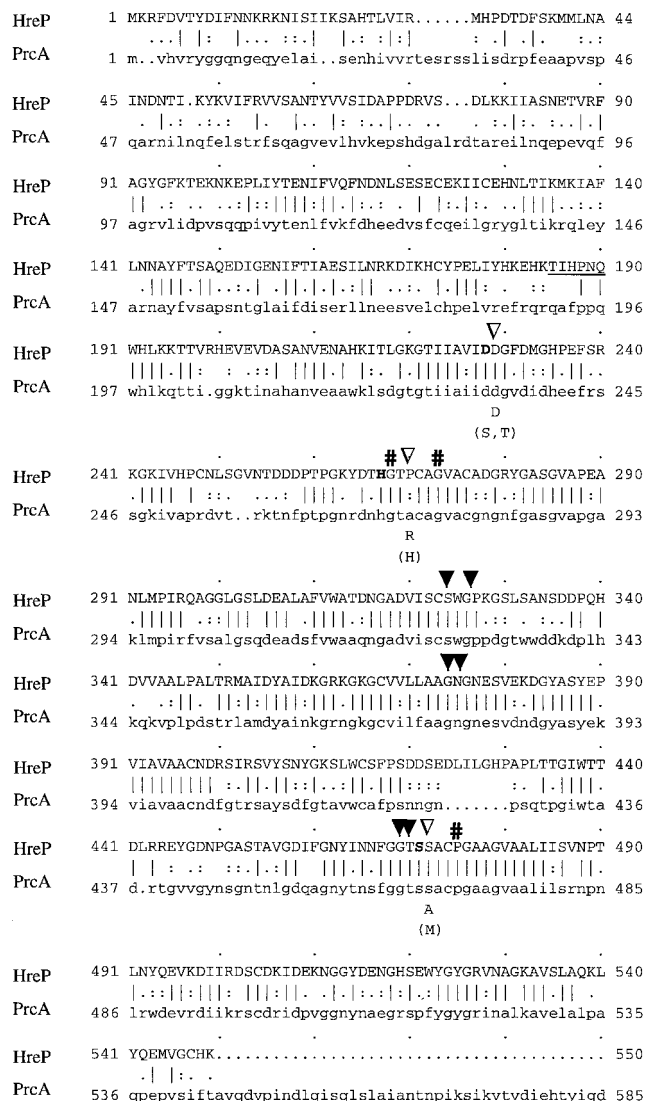 HreP 1 MKRFDVTYDIFNNKRKNISIIKSAHTLVIR......MHPDTDFSKMMLNA 44
PrcA 1 m..vhvryggqngeqyelai..senhivvrtesrssslisdrpfeaapvsp 46
HreP 45 INDNTI.KYKVIFRVVSANTYVVSIDAPPDRVS...DLKKIIASNETVRF 90
PrcA 47 qarnilnqfelstrfsqagvevlhvkepshdgalrdtareilnqepevqf 96
HreP 91 AGYGFKTEKNKEPLIYTENIFVQFNDNLSESECEKIICEHNLTIKMKIAF 140
PrcA 97 agrvlidpvsqqpivytenlfvkfdheedvsfcqeilgrygltikrqley 146
HreP 141 LNNAYFTSAQEDIGENIFTIAESILNRKDIKHCYPELIYHKEHKTIHPNQ 190
PrcA 147 arnayfvsapsntglaifdiserllneesvelchpelvrefrqrqafppq 196
HreP 191 WHLKKTTVRHEVEVDASANVENAHKITLGKGTIIAVIDDGFDMGHPEFSR 240
PrcA 197 whlkqtti.ggktinahanveaawklsdgtgtiiaiiddgvdidheefrs 245
D
(S,T)
# #
HreP 241 KGKIVHPCNLSGVNTDDDPTPGKYDTHGTPCAGVACADGRYGASGVAPEA 290
PrcA 246 sgkivaprdvt..rktnfptpgnrdnhgtacagvacgngnfgasgvapga 293
R
(H)
HreP 291 NLMPIRQAGGLGSLDEALAFVWATDNGADVISCSWGPKGSLSANSDDPQH 340
PrcA 294 klmpirfvsalgsqdeadsfvwaaqngadviscswgppdgtwwddkdplh 343
HreP 341 DVVAALPALTRMAIDYAIDKGRKGKGCVVLLAAGNGNESVEKDGYASYEP 390
PrcA 344 kqkvplpdstrlamdyainkgrngkgcvilfaagngnesvdndgyasyek 393
HreP 391 VIAVAACNDRSIRSVYSNYGKSLWCSFPSDDSEDLILGHPAPLTTGIWTT 440
PrcA 394 viavaacndfgtrsaysdfgtavwcafpsnngn.......psqtpgiwta 436
#
HreP 441 DLRREYGDNPGASTAVGDIFGNYINNFGGTSSACPGAAGVAALIISVNPT 490
PrcA 437 d.rtgvvgynsgntnlgdqagnytnsfggtssacpgaagvaalilsrnpn 485
A
(M)
HreP 491 LNYQEVKDIIRDSCDKIDEKNGGYDENGHSEWYGYGRVNAGKAVSLAQKL 540
PrcA 486 lrwdevrdiikrscdridpvggnynaegrspfygygrinalkavelalpa 535
HreP 541 YQEMVGCHK......................................... 550
PrcA 536 qpepvsiftavqdvpindlqisqlslaiantnpiksikvtvdiehtyiqd 585